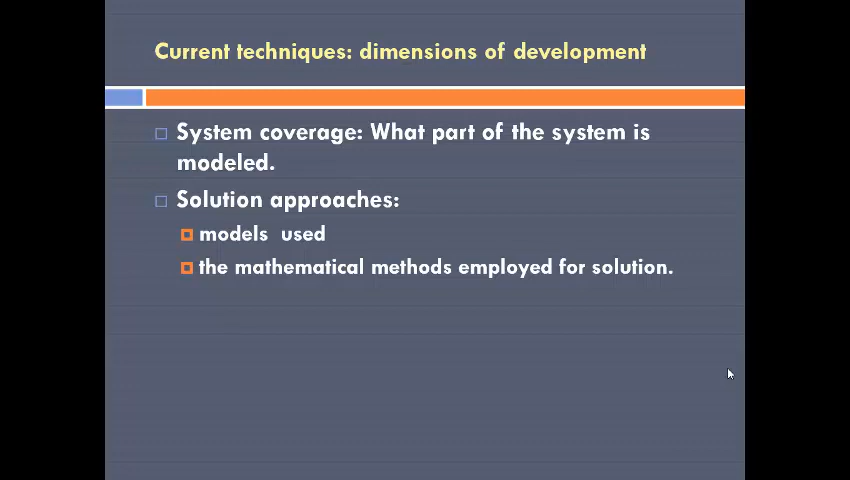 Current techniques: dimensions of development
System coverage: What part of the system is
modeled.
Solution approaches:
models used
the mathematical methods employed for solution.